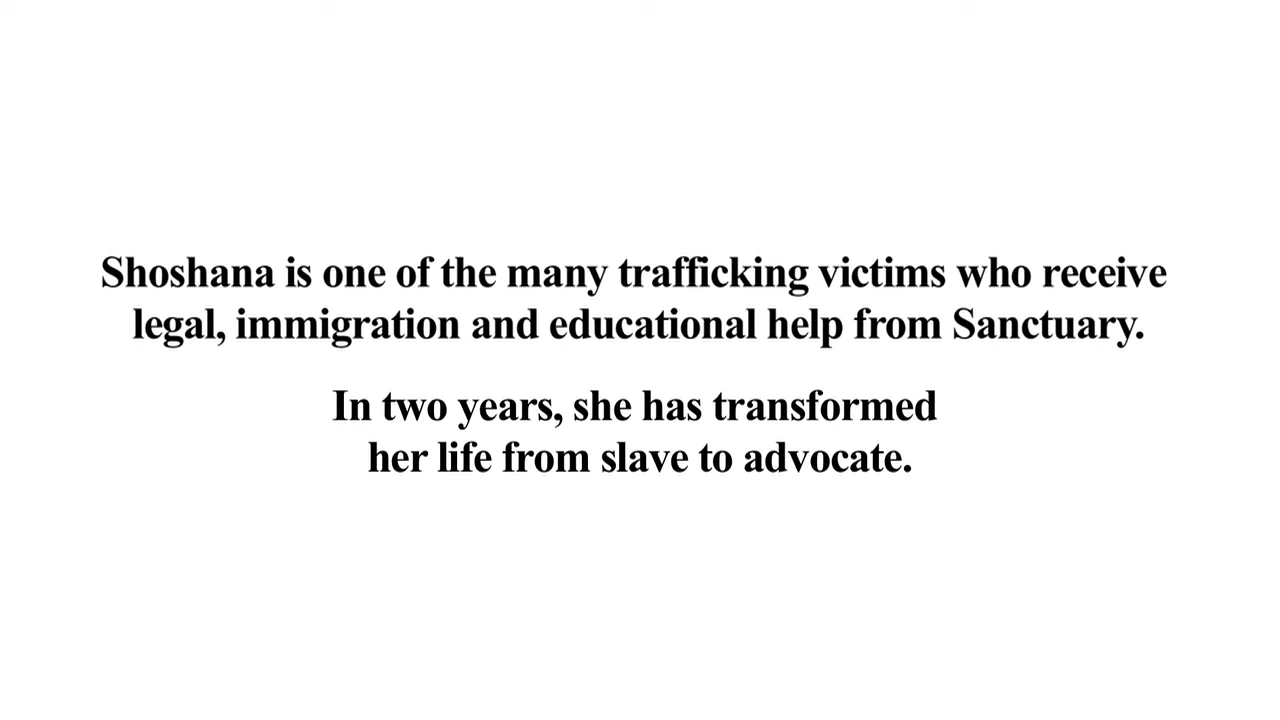 Shoshana is one of the many trafficking victims who receive
legal, immigration and educational help from Sanctuary.
In two years, she has transformed
her life from slave to advocate.